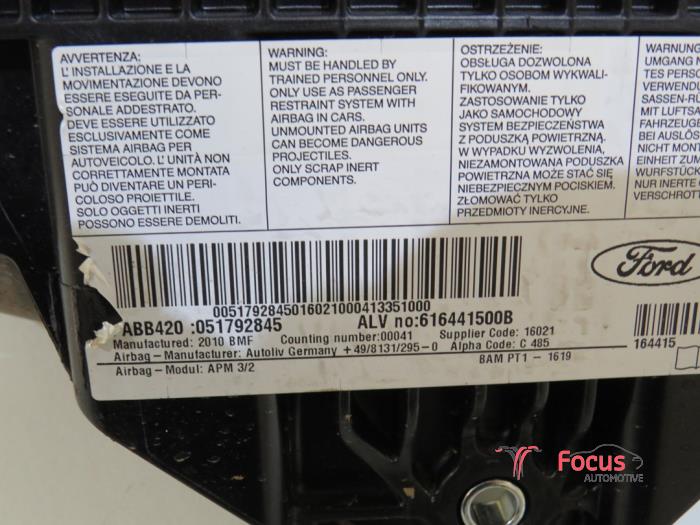 AVVERTENZA:
L' INSTALLAZIONE E LA
MOVIMENTAZIONE DEVONO
ESSERE ESEGUITE DA PER-
SONALE ADDESTRATO.
DEVE ESSERE UTILIZZATO
ESCLUSIVAMENTE COME
SISTEMA AIRBAG PER
AUTOVEICOLO. L' UNITÀ NON
CORRETTAMENTE MONTATA
PUÒ DIVENTARE UN PERI-
COLOSO PROIETTILE.
SOLO OGGETTI INERTI
POSSONO ESSERE DEMOLITI.
WARNING:
MUST BE HANDLED BY
TRAINED PERSONNEL ONLY.
ONLY USE AS PASSENGER
RESTRAINT SYSTEM WITH
AIRBAG IN CARS.
UNMOUNTED AIRBAG UNITS
CAN BECOME DANGEROUS
PROJECTILES.
ONLY SCRAP INERT
COMPONENTS.
OSTRZEŻENIE:
OBSŁUGA DOZWOLONA
TYLKO OSOBOM WYKWALI-
FIKOWANYM.
ZASTOSOWANIE TYLKO
JAKO SAMOCHODOWY
SYSTEM BEZPIECZEŃSTWA
Z PODUSZKĄ POWIETRZNĄ.
W WYPADKU WYZWOLENIA,
NIEZAMONTOWANA PODUSZKA
POWIETRZNA MOŻE STAĆ SIĘ
NIEBEZPIECZNYM POCISKIEM.
ZŁOMOWAĆ TYLKO
PRZEDMIOTY INERCYJNE.
WARNUNG
UMGANG N
TES PERS
VERWENDU
SASSEN-RÜ
MIT LUFTSA
FAHRZEUGE
BEI AUSLÖS
NICHT MONT
EINHEIT ZUM
WURFSTÜCK
NUR INERTE
VERSCHROTT
00517928450160210004133510​00
ABB420 :051792845
ALV no:616441500B
Manufactured: 2010 BMF
Counting number:00041
Supplier Code: 16021
Airbag-Manufacturer: Autoliv Germany +49/8131/295-0
Alpha Code: C 485
Airbag-Modul: APM 3/2
BAM PT1 - 1619
Ford
164415
Focus
AUTOMOTIVE